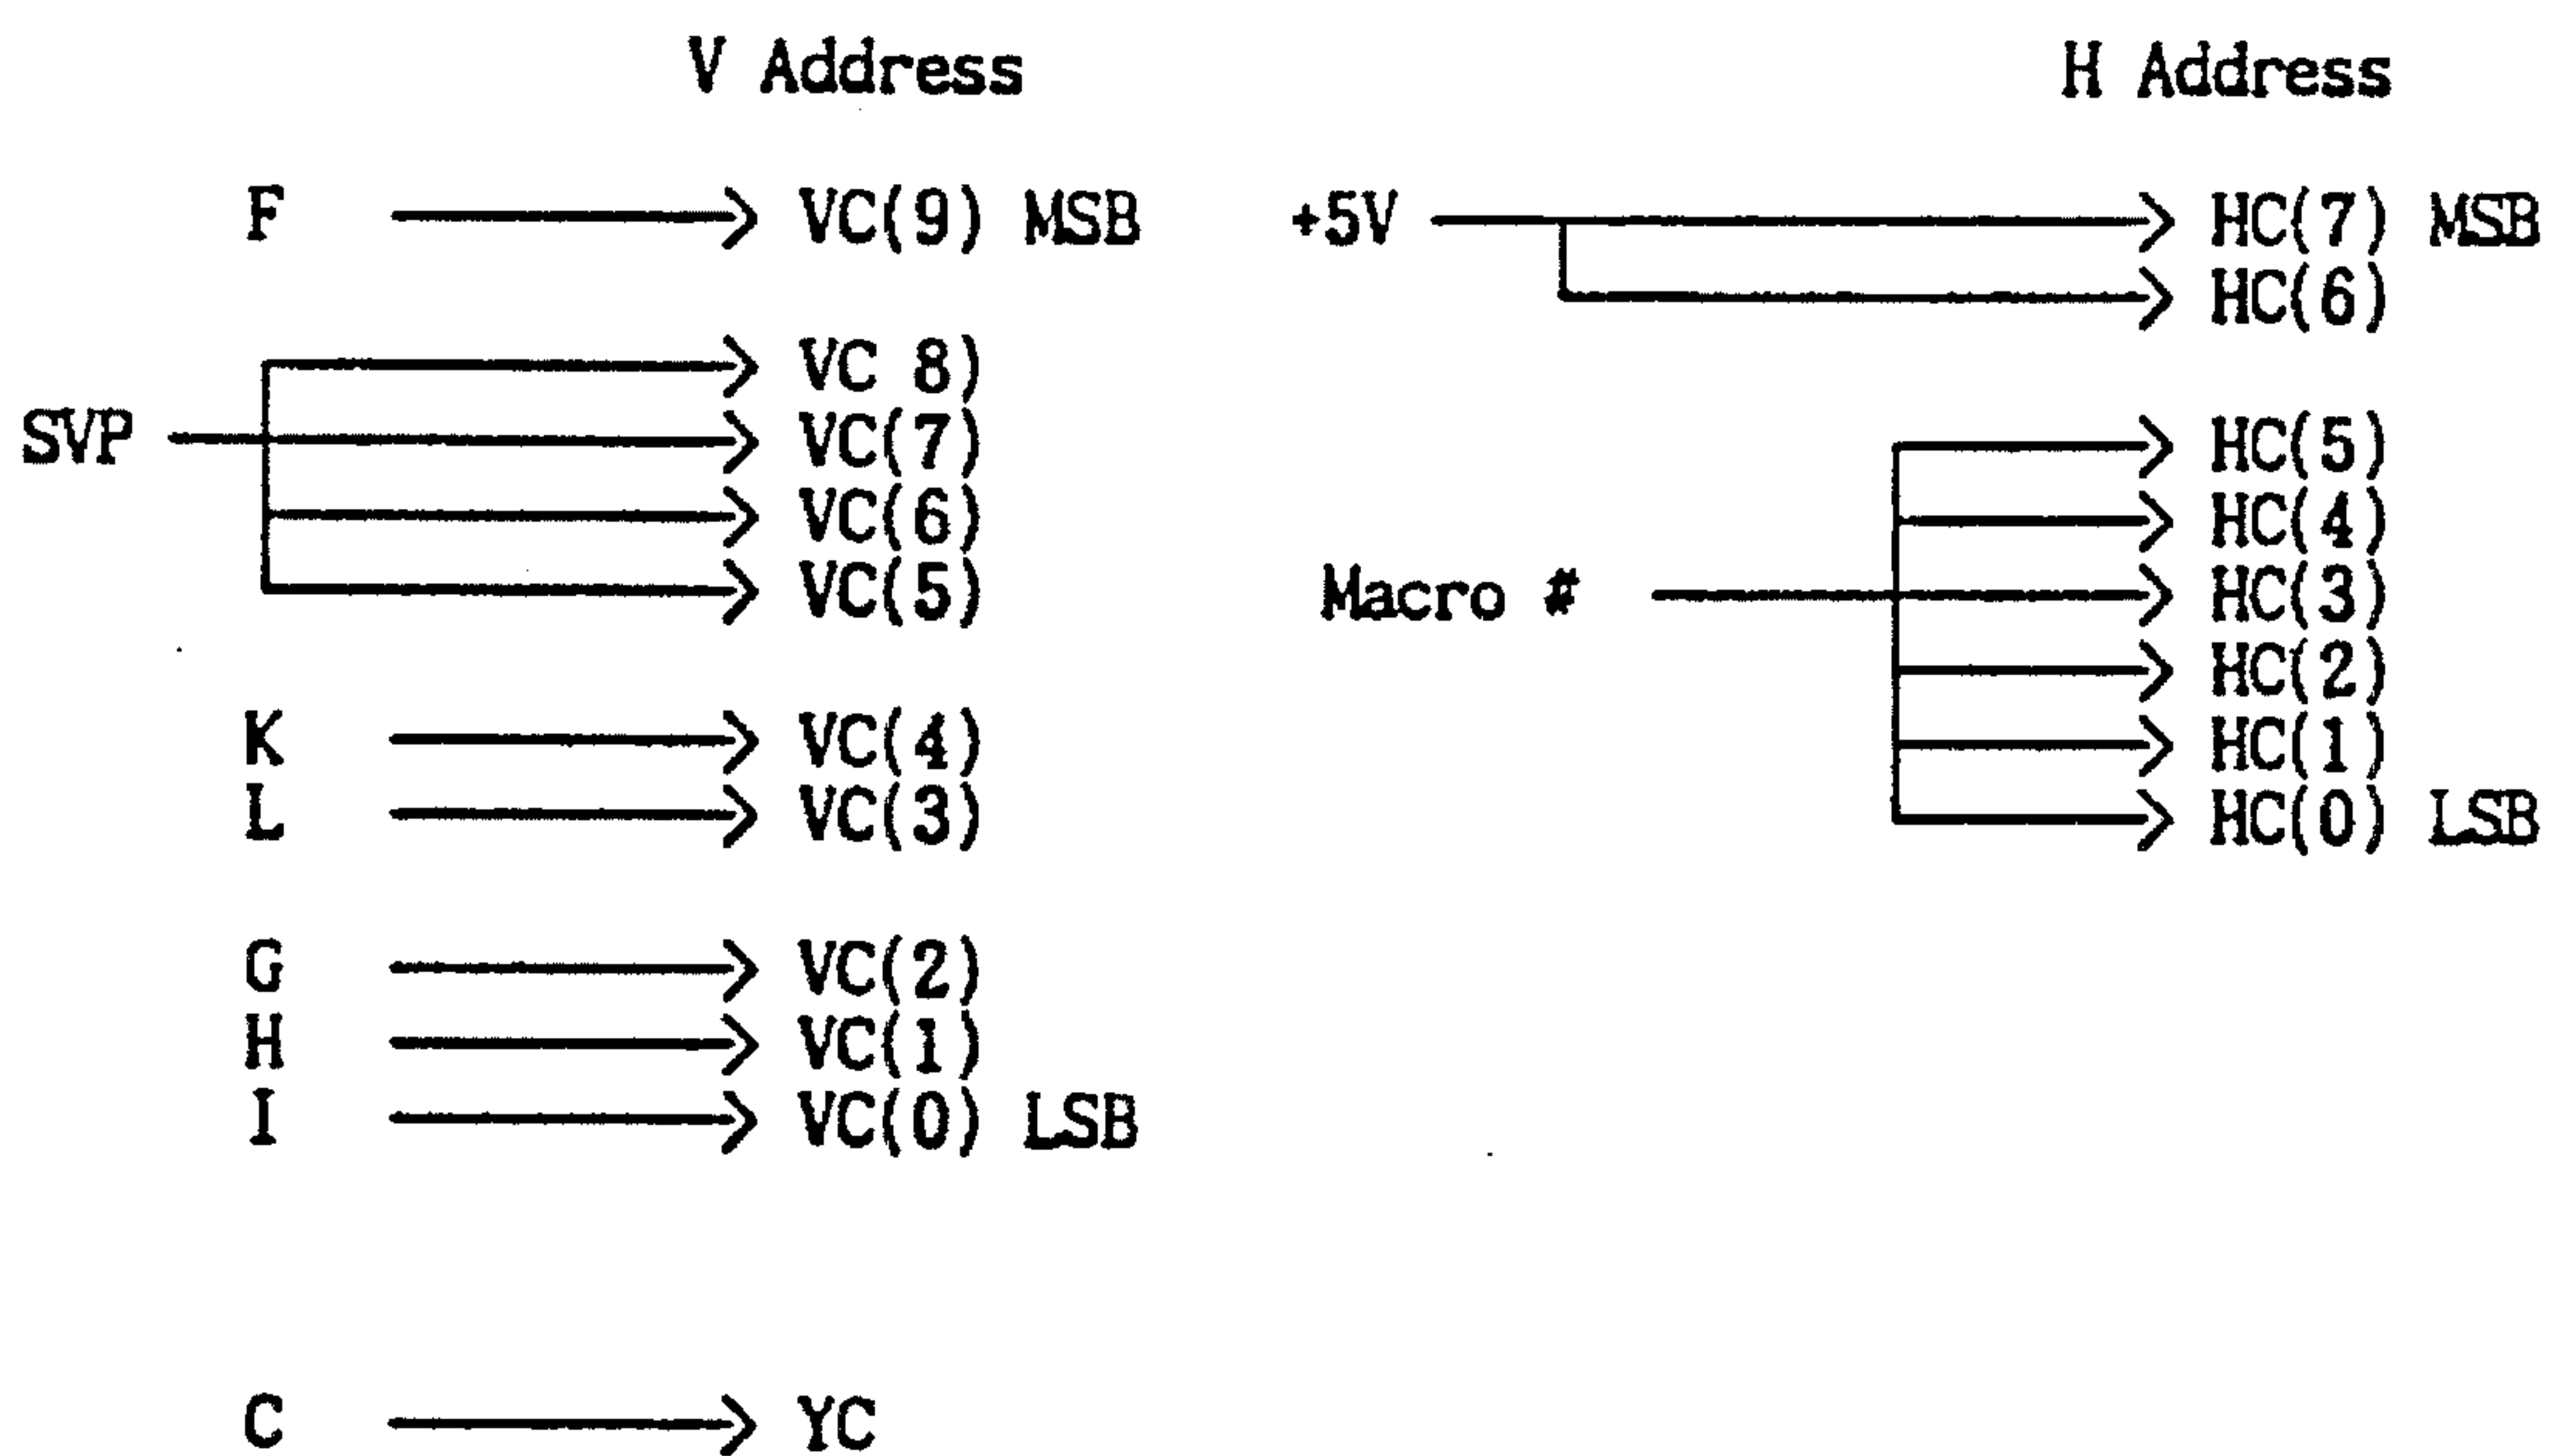 V Address
F VC(9) MSB
VC 8)
SVP VC(7)
VC(6)
VC(5)
K VC(4)
L VC(3)
G VC(2)
H VC(1)
I VC(0) LSB
C YC
H Address
+5V HC(7) MSB
HC(6)
HC(5)
HC(4)
Macro # HC(3)
HC(2)
HC(1)
HC(0) LSB